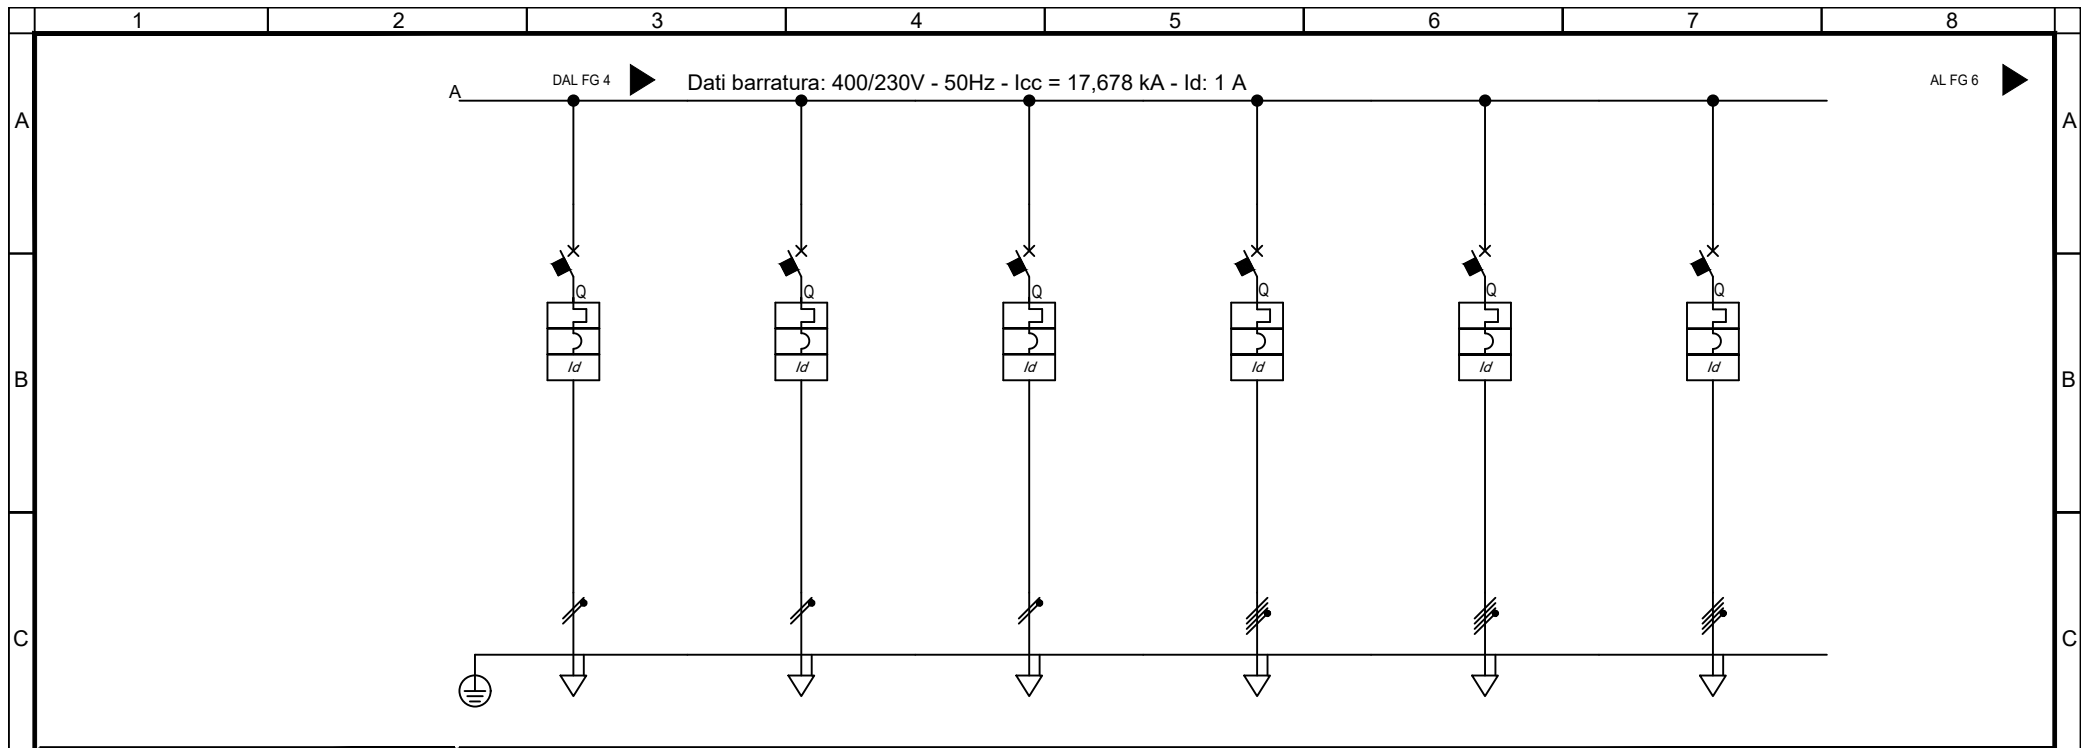 1 2 3 4 5 6 7 8
DAL FG 4 Dati barratura: 400/230V - 50Hz - Icc = 17,678 kA - Id: 1 A AL FG 6
A
A A
Q Q Q Q Q Q
Id Id Id Id Id Id
B B
C C